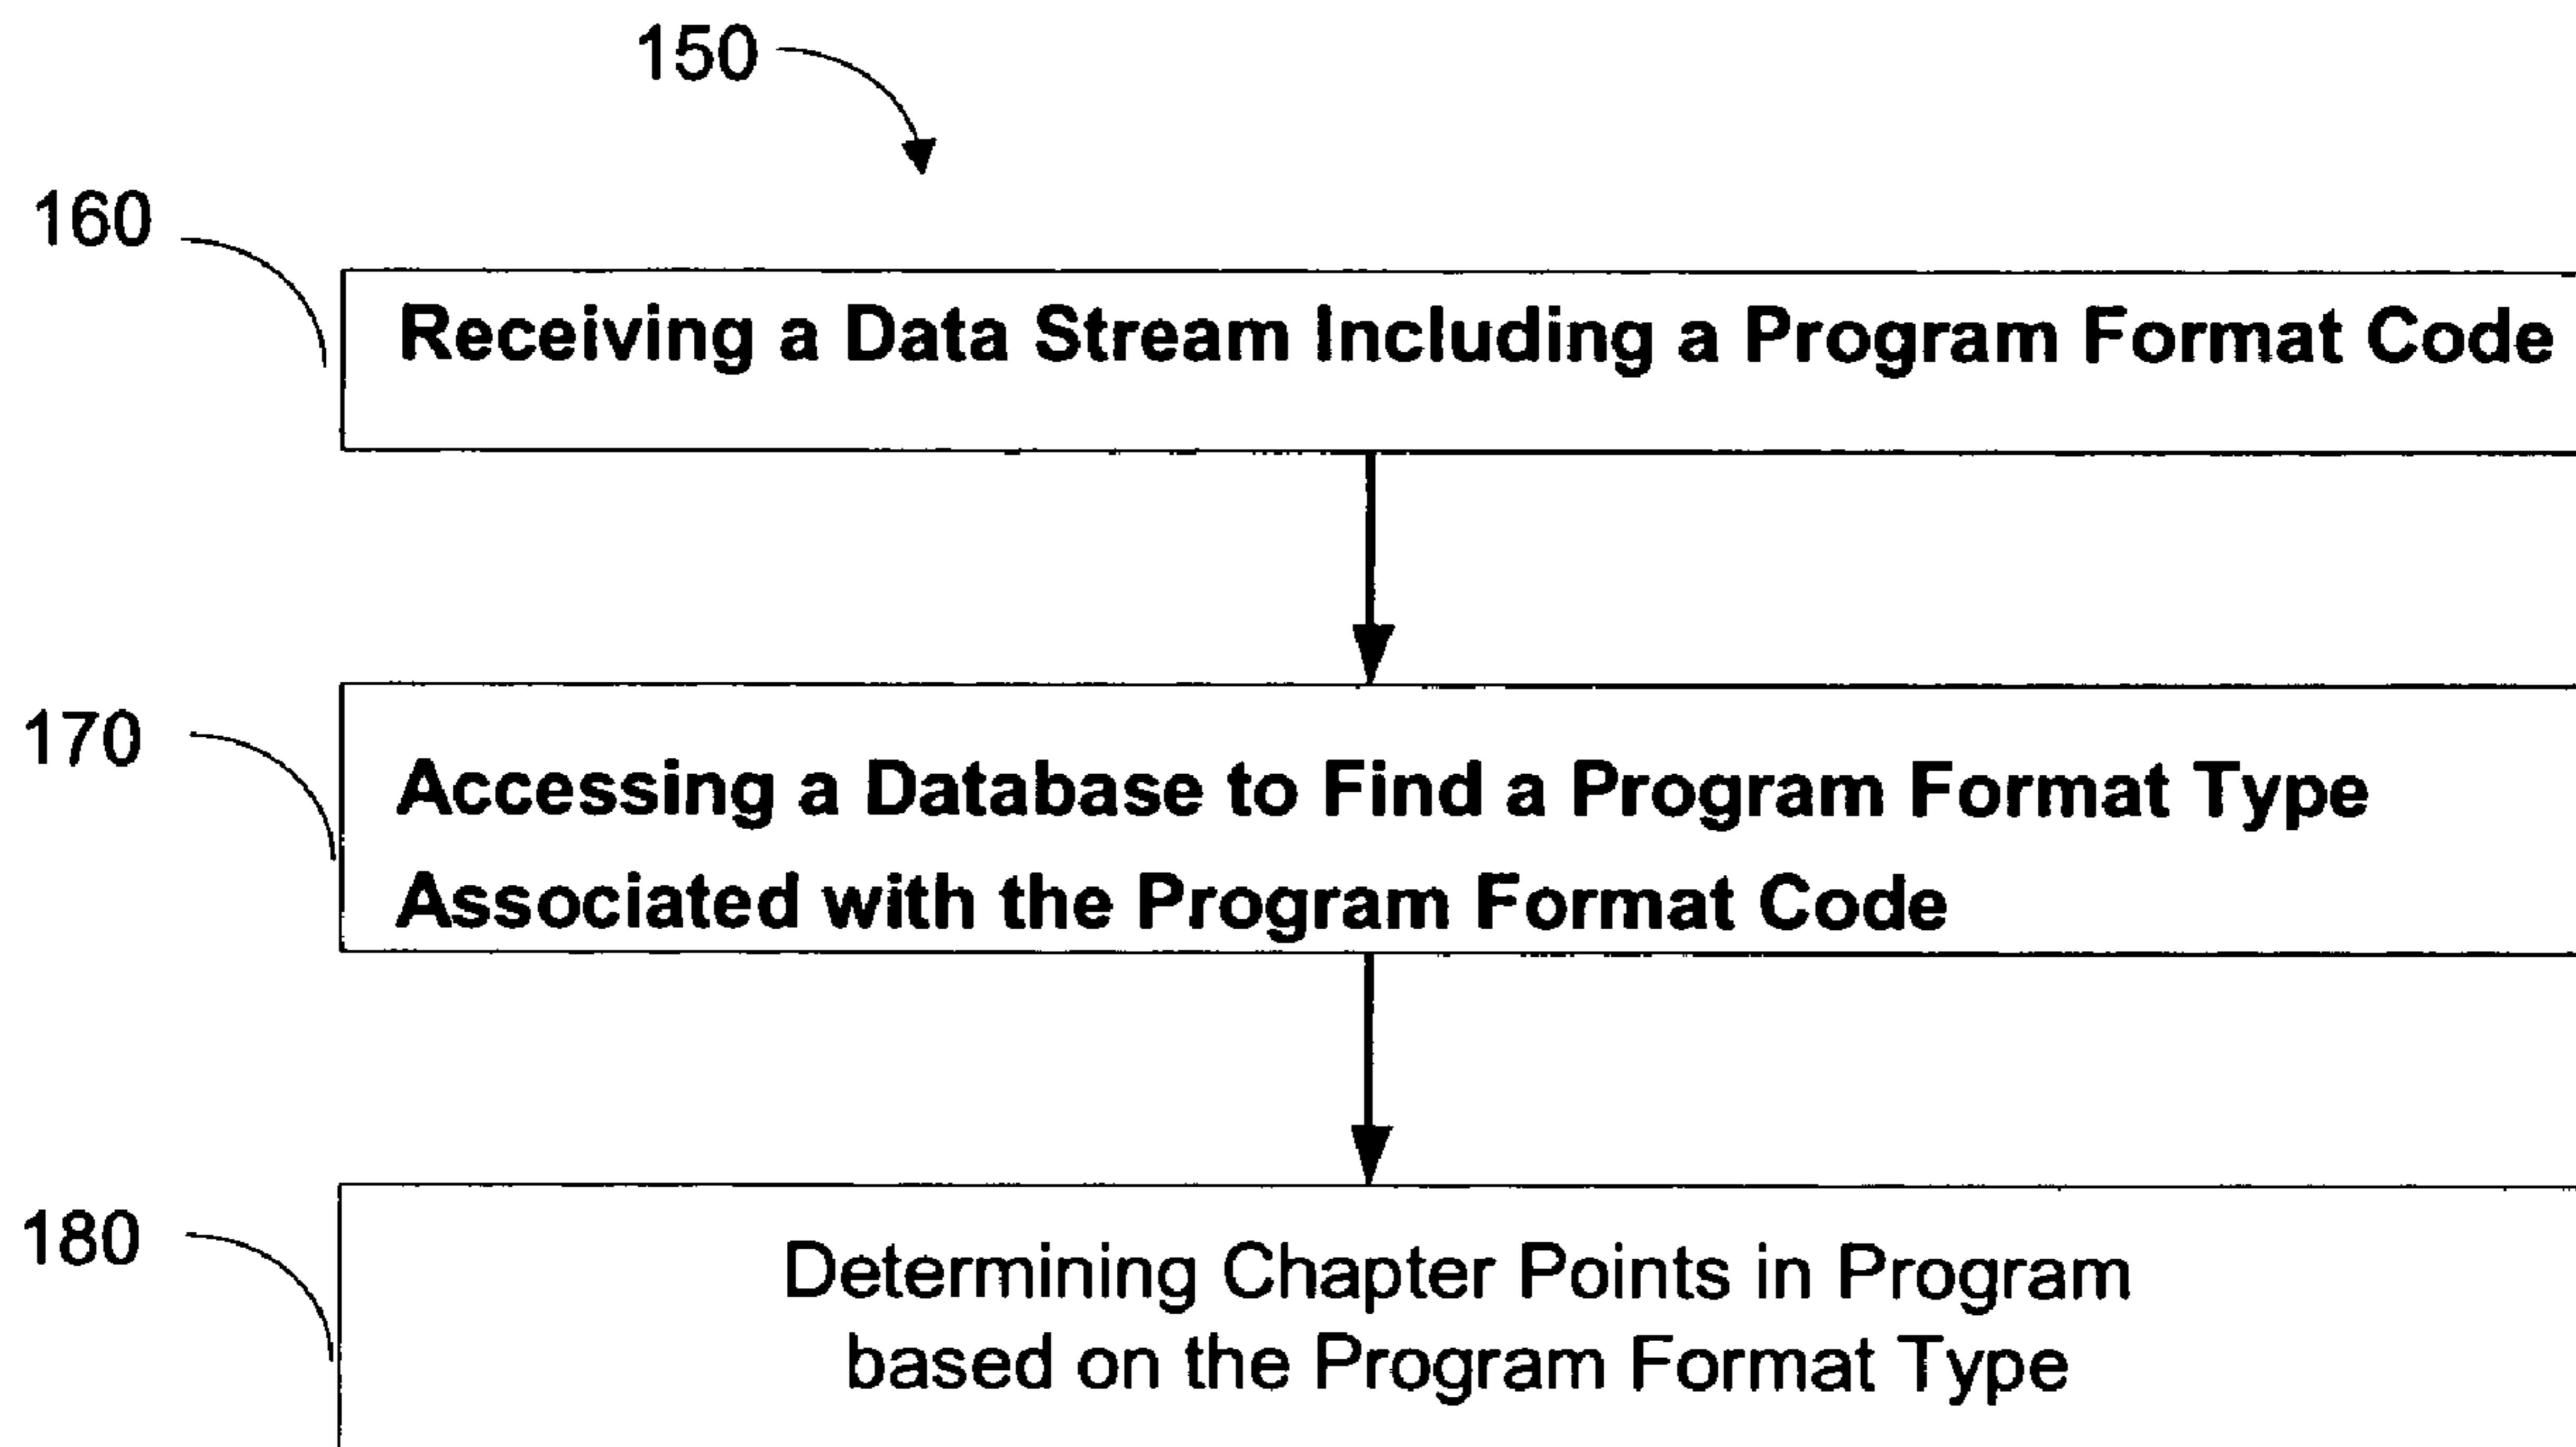 150
160
Receiving a Data Stream Including a Program Format Code
170
Accessing a Database to Find a Program Format Type
Associated with the Program Format Code
180
Determining Chapter Points in Program
based on the Program Format Type